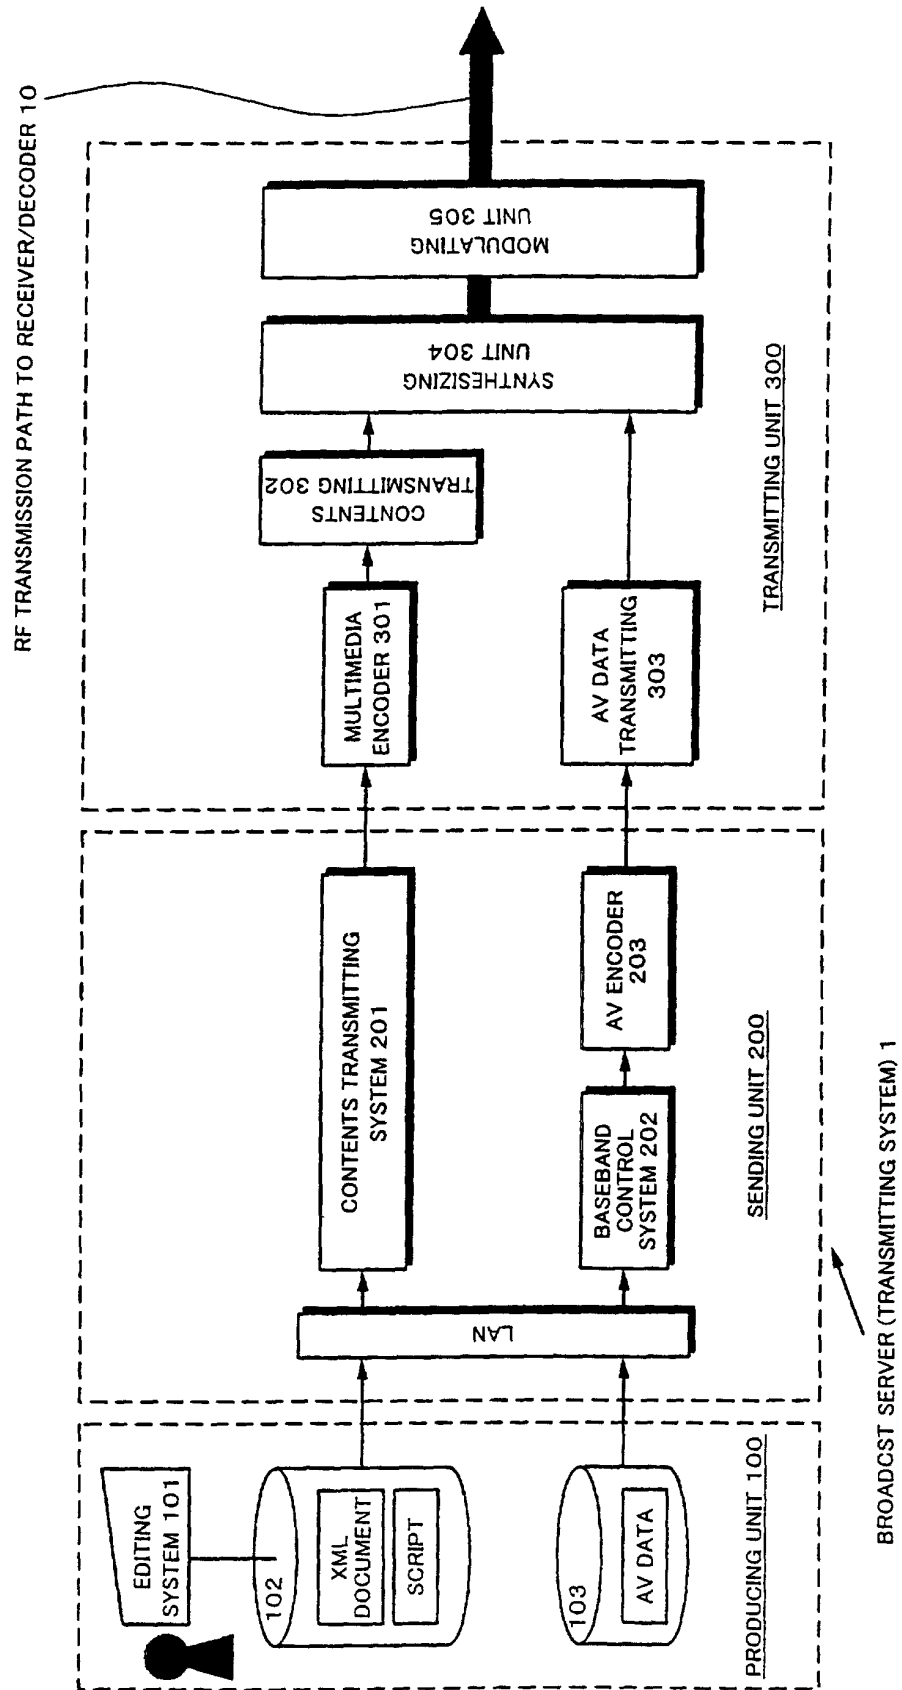 RF TRANSMISSION PATH TO RECEIVER/DECODER 10
EDITING
SYSTEM 101
102
XML
DOCUMENT
SCRIPT
103
AV DATA
PRODUCING UNIT 100
LAN
CONTENTS TRANSMITTING
SYSTEM 201
BASEBAND
CONTROL
SYSTEM 202
AV ENCODER
203
SENDING UNIT 200
MULTIMEDIA
ENCODER 301
CONTENTS
TRANSMITTING 302
AV DATA
TRANSMITTING
303
SYNTHESIZING
UNIT 304
MODULATING
UNIT 305
TRANSMITTING UNIT 300
BROADCST SERVER (TRANSMITTING SYSTEM) 1